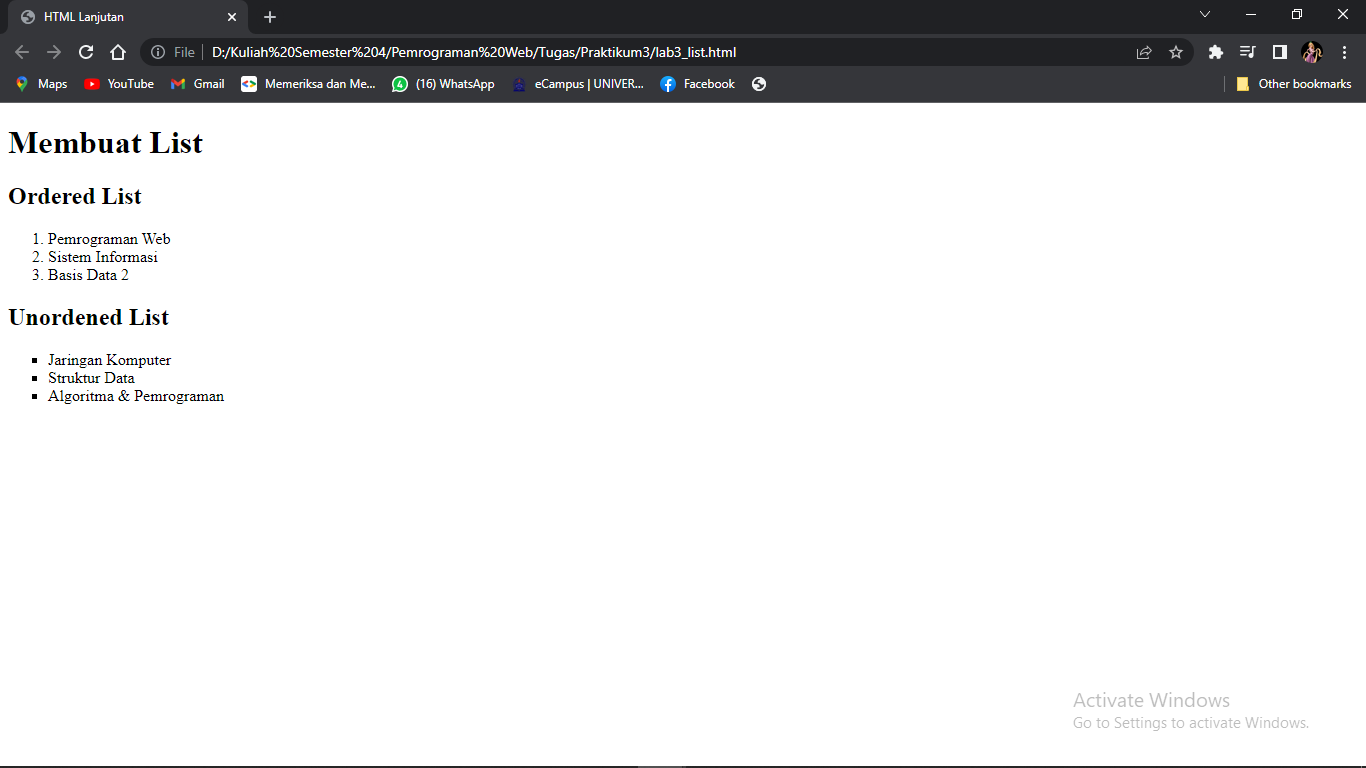 HTML Lanjutan
File D:/Kuliah%20Semester%204/Pemrograman%20Web/Tugas/Praktikum3/lab3_list.html
Maps YouTube Gmail Memeriksa dan Me... 4 (16) WhatsApp eCampus | UNIVER... Facebook Other bookmarks
Membuat List
Ordered List
1. Pemrograman Web
2. Sistem Informasi
3. Basis Data 2
Unordened List
▪ Jaringan Komputer
▪ Struktur Data
▪ Algoritma & Pemrograman
Activate Windows
Go to Settings to activate Windows.